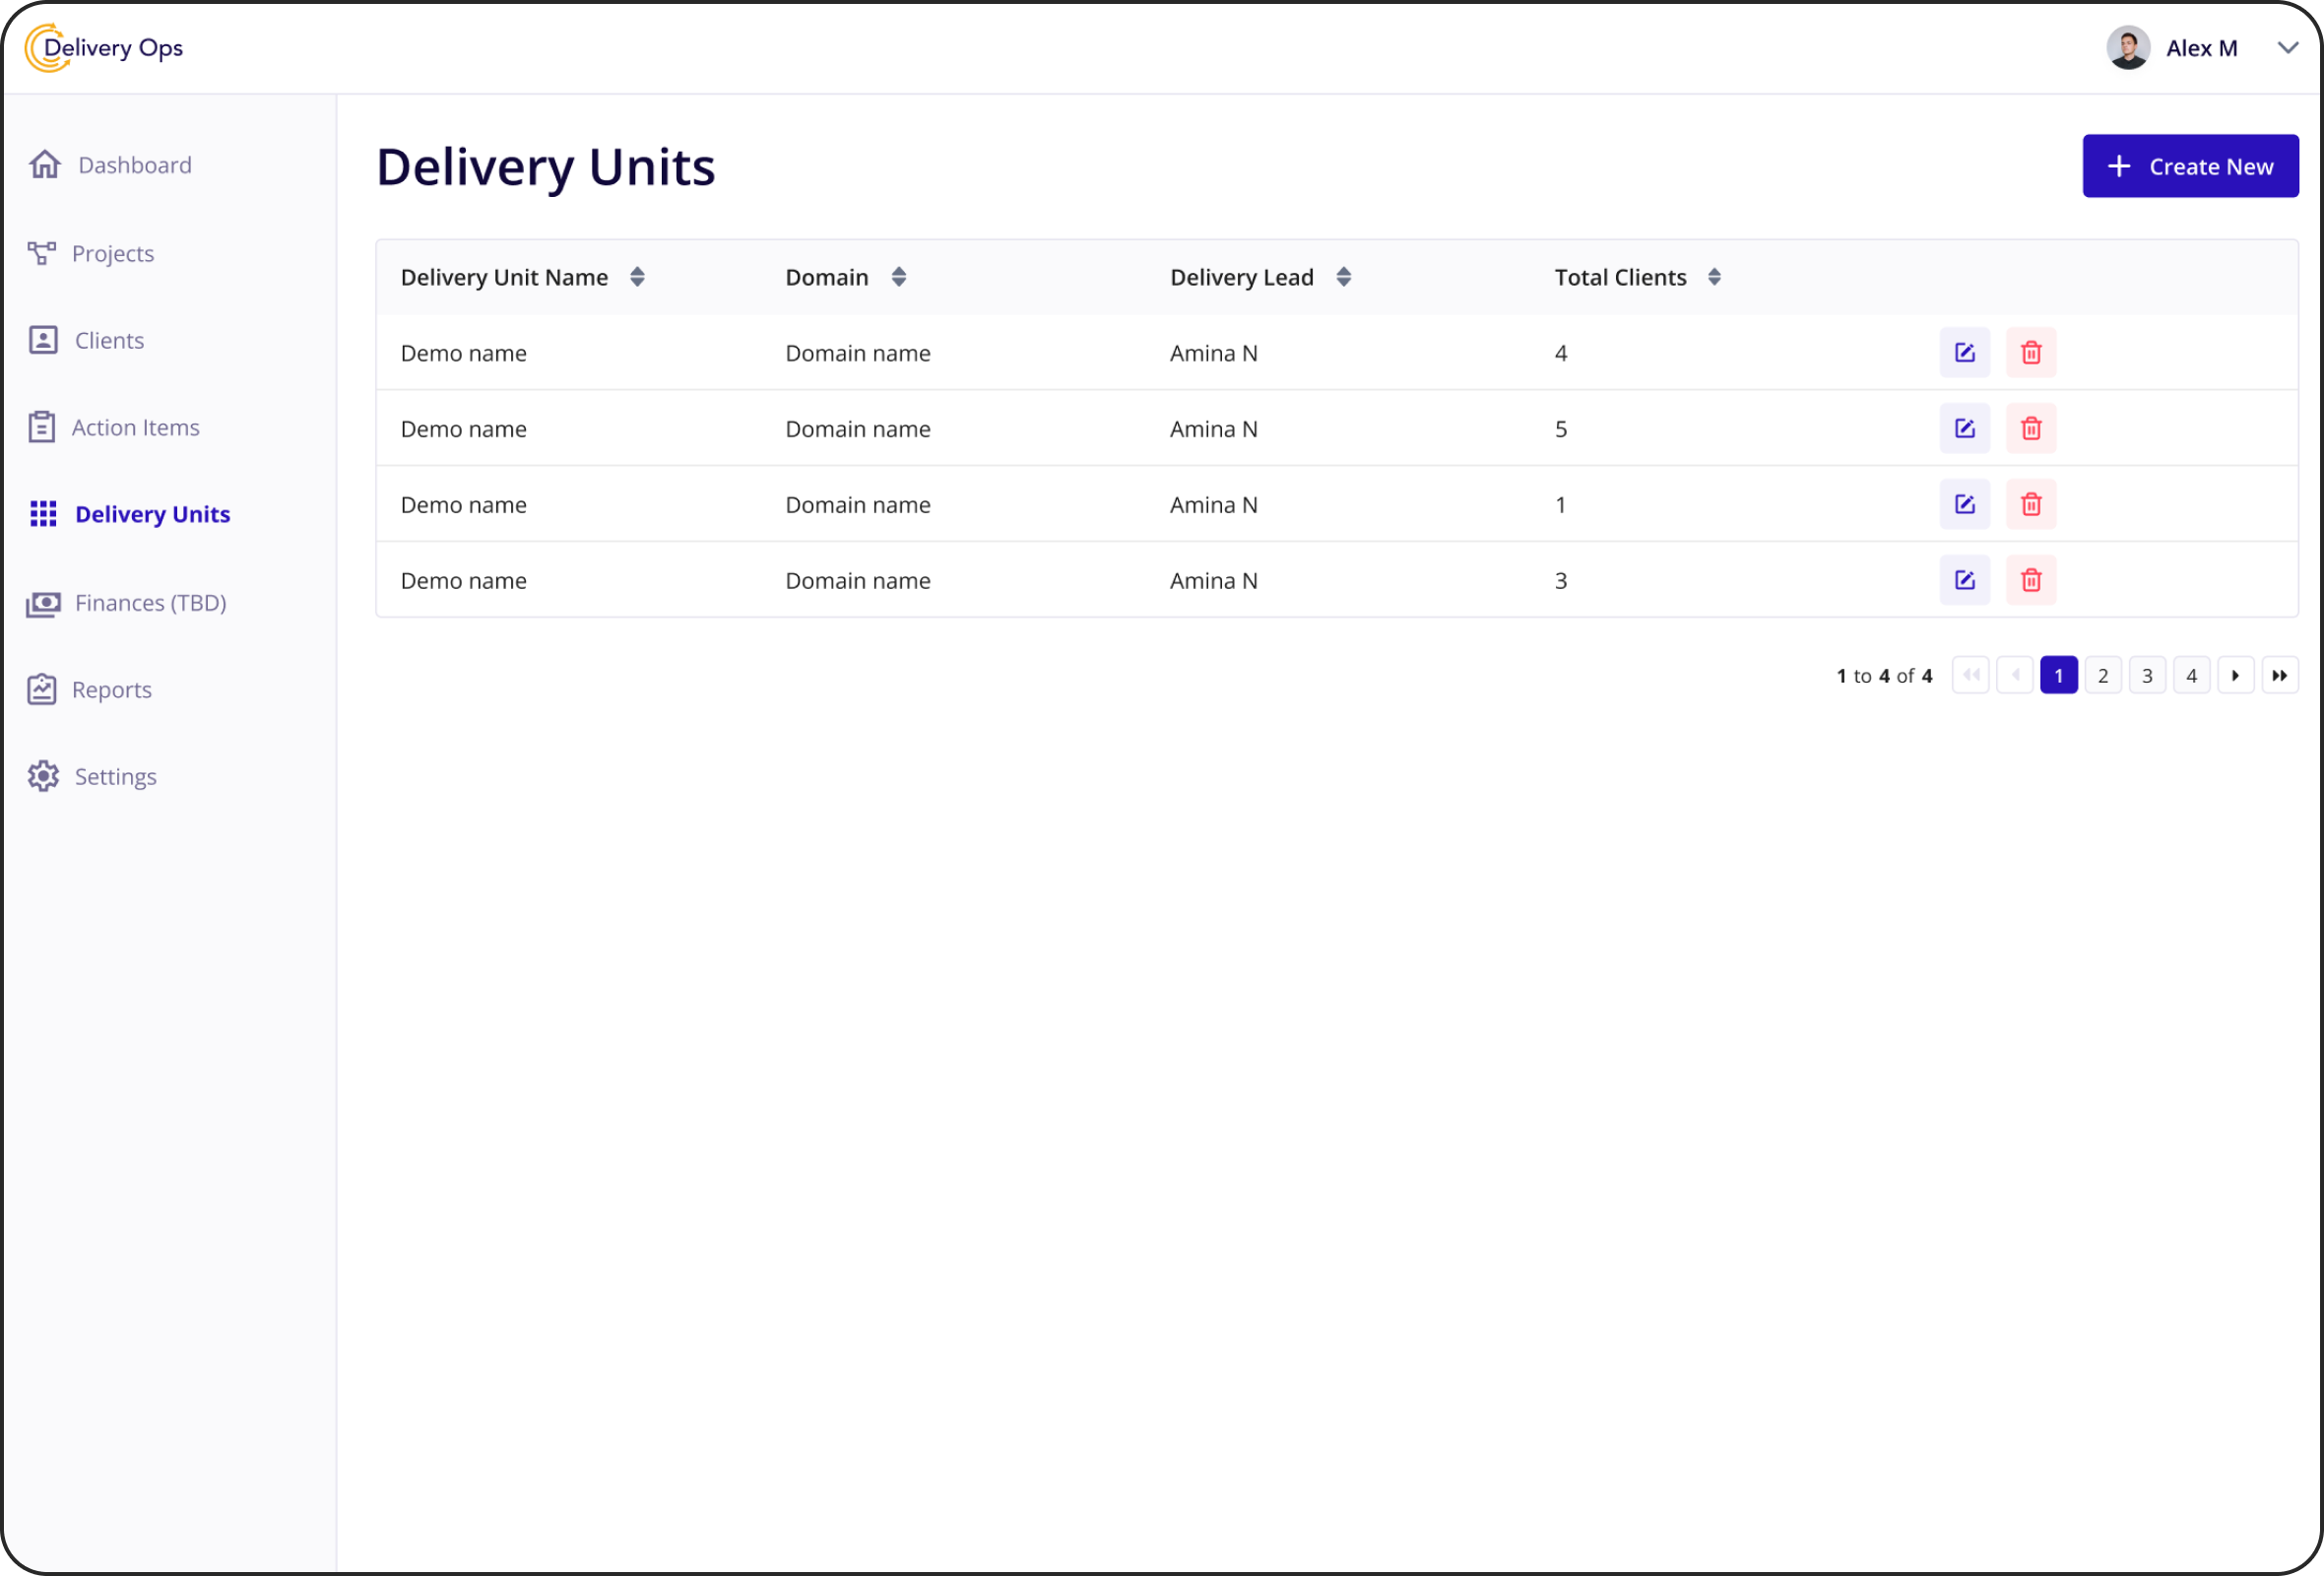 Delivery Ops
Alex M
Dashboard
Projects
Clients
Action Items
Delivery Units
Finances (TBD)
Reports
Settings
Delivery Units
Create New
Delivery Unit Name Domain Delivery Lead Total Clients
Demo name Domain name Amina N 4
Demo name Domain name Amina N 5
Demo name Domain name Amina N 1
Demo name Domain name Amina N 3
1 to 4 of 4 1 2 3 4